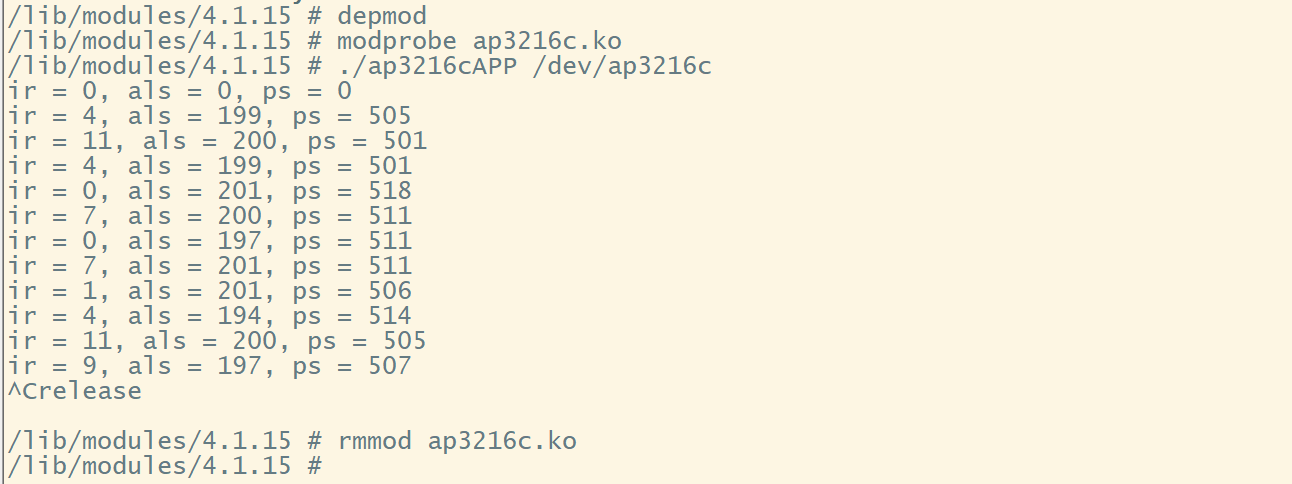 /lib/modules/4.1.15 # depmod
/lib/modules/4.1.15 # modprobe ap3216c.ko
/lib/modules/4.1.15 # ./ap3216cAPP /dev/ap3216c
ir = 0, als = 0, ps = 0
ir = 4, als = 199, ps = 505
ir = 11, als = 200, ps = 501
ir = 4, als = 199, ps = 501
ir = 0, als = 201, ps = 518
ir = 7, als = 200, ps = 511
ir = 0, als = 197, ps = 511
ir = 7, als = 201, ps = 511
ir = 1, als = 201, ps = 506
ir = 4, als = 194, ps = 514
ir = 11, als = 200, ps = 505
ir = 9, als = 197, ps = 507
^Crelease
/lib/modules/4.1.15 # rmmod ap3216c.ko
/lib/modules/4.1.15 #